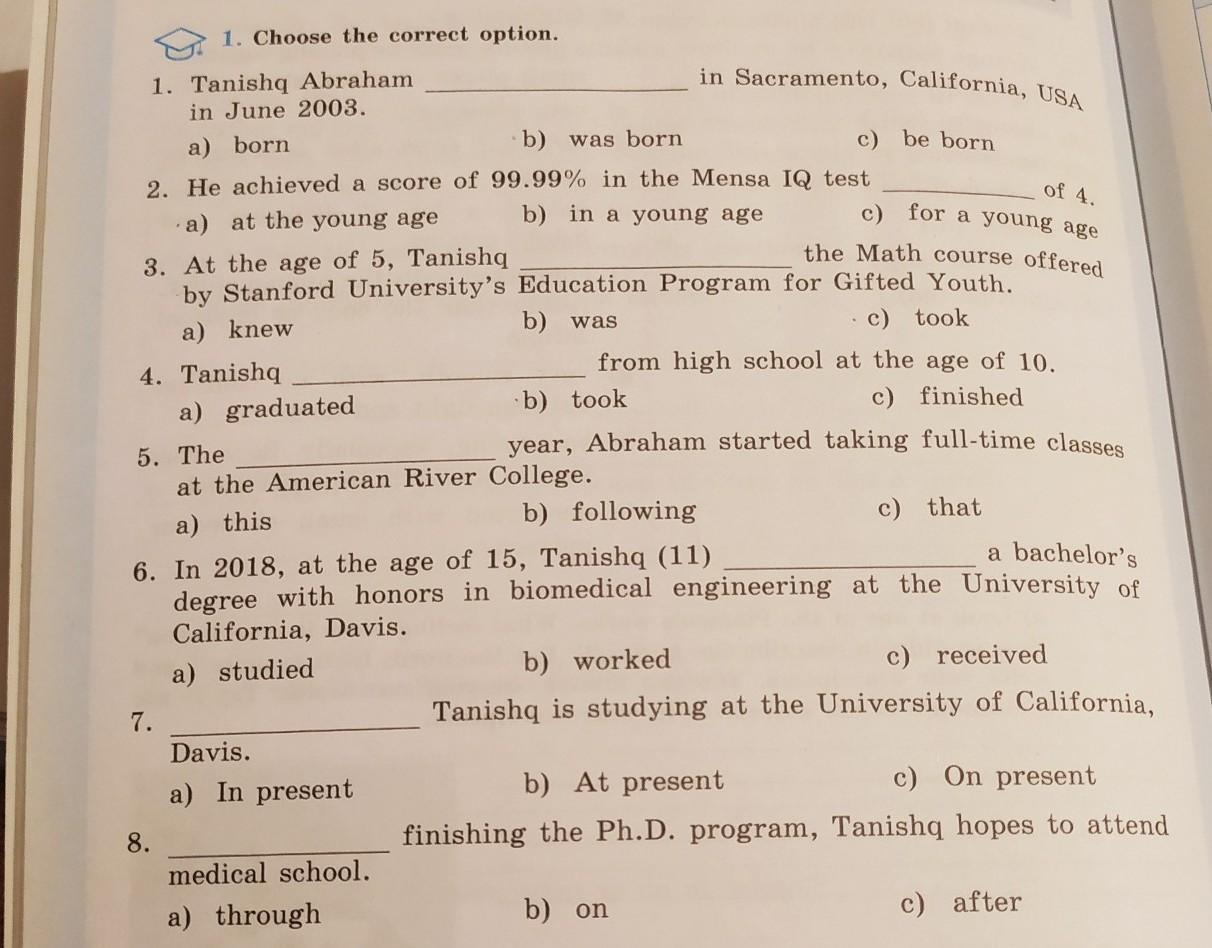 1. Choose the correct option.
1. Tanishq Abraham ____________ in Sacramento, California, USA
in June 2003.
a) born b) was born c) be born
2. He achieved a score of 99.99% in the Mensa IQ test ____________ of 4.
a) at the young age b) in a young age c) for a young age
3. At the age of 5, Tanishq ____________ the Math course offered
by Stanford University's Education Program for Gifted Youth.
a) knew b) was c) took
4. Tanishq ____________ from high school at the age of 10.
a) graduated b) took c) finished
5. The ____________ year, Abraham started taking full-time classes
at the American River College.
a) this b) following c) that
6. In 2018, at the age of 15, Tanishq (11) ____________ a bachelor's
degree with honors in biomedical engineering at the University of
California, Davis.
a) studied b) worked c) received
7. ____________ Tanishq is studying at the University of California,
Davis.
a) In present b) At present c) On present
8. ____________ finishing the Ph.D. program, Tanishq hopes to attend
medical school.
a) through b) on c) after